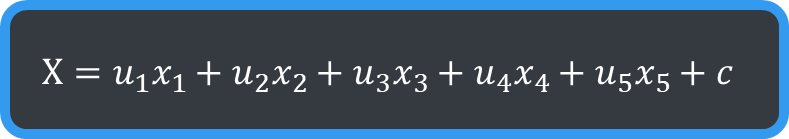 X = u₁x₁ + u₂x₂ + u₃x₃ + u₄x₄ + u₅x₅ + c